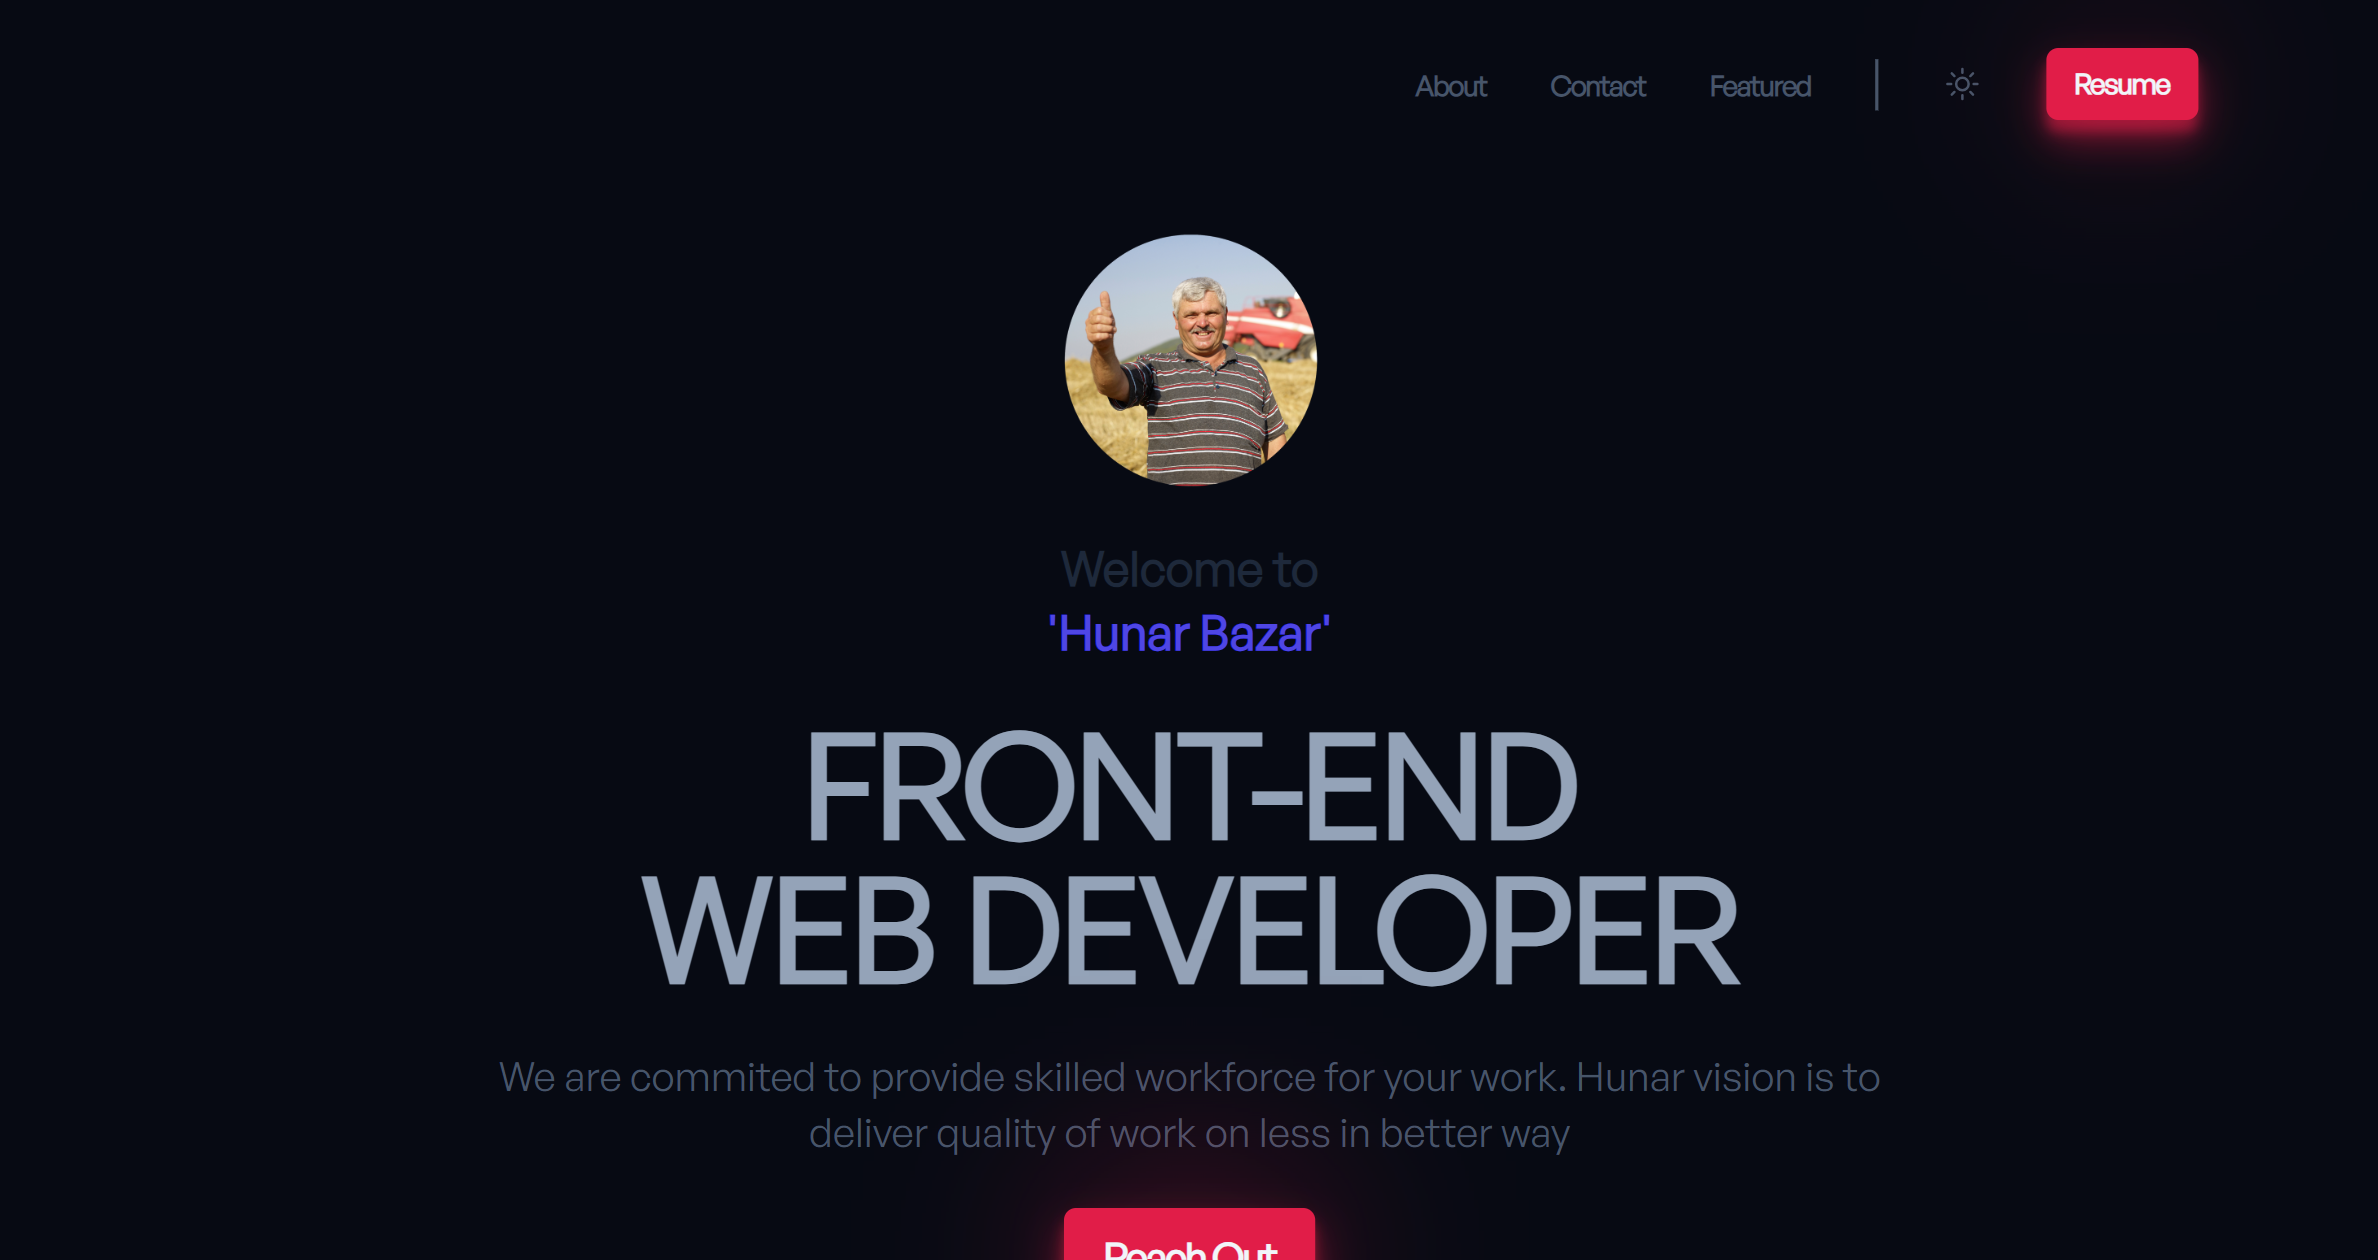 About Contact Featured Resume
Welcome to
'Hunar Bazar'
FRONT-END
WEB DEVELOPER
We are commited to provide skilled workforce for your work. Hunar vision is to
deliver quality of work on less in better way
Reach Out